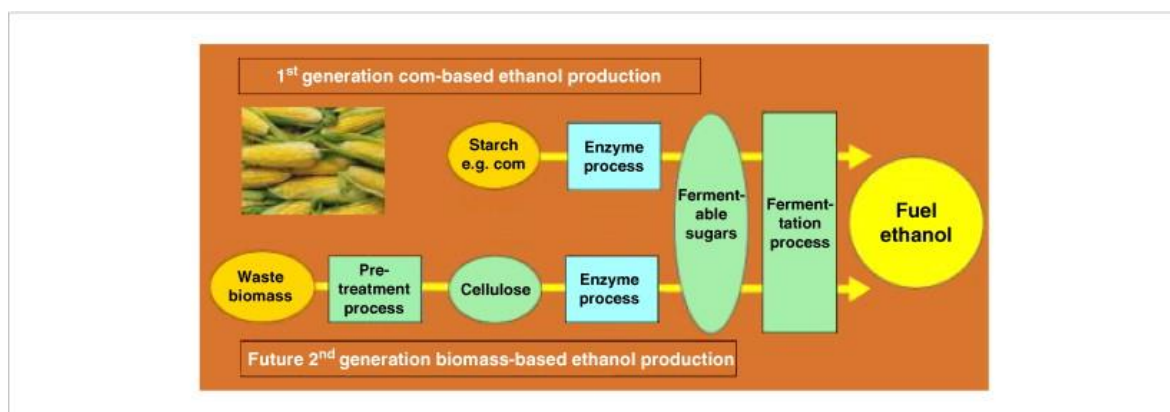 1st generation com-based ethanol production
Starch
e.g. com
Enzyme
process
Ferment-
able
sugars
Fermen-
tation
process
Fuel
ethanol
Waste
biomass
Pre-
treatment
process
Cellulose
Enzyme
process
Future 2nd generation biomass-based ethanol production